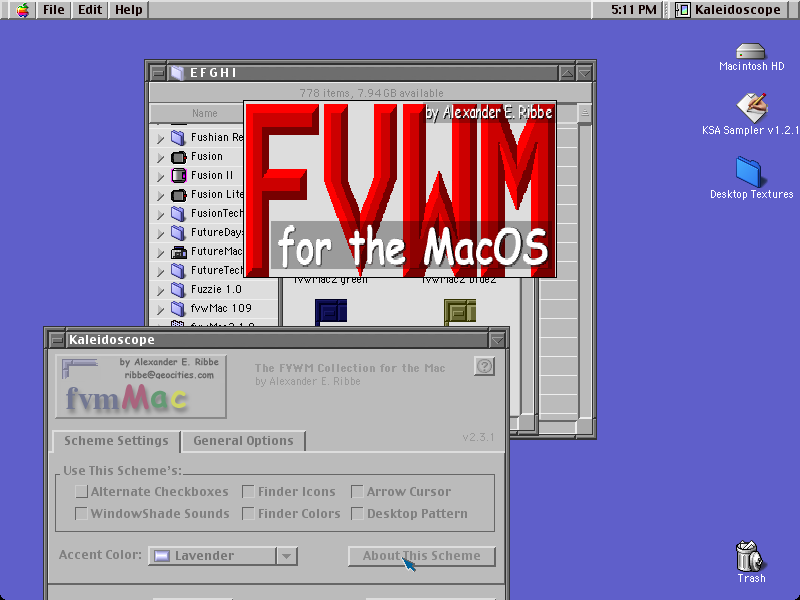 File Edit Help
5:11 PM
Kaleidoscope
Macintosh HD
KSA Sampler v1.2.1
Desktop Textures
Trash
EFGHI
778 items, 7.94 GB available
Name
Fushian Re
Fusion
Fusion II
Fusion Lite
FusionTech
FutureDays
FutureMac
FutureTech
Fuzzie 1.0
fvwMac 109
fvwMac2 1.0
by Alexander E. Ribbe
FVWM
for the MacOS
fvwMac2 green
fvwMac2 blue2
Kaleidoscope
by Alexander E. Ribbe
ribbe@geocities.com
fvmMac
The FVWM Collection for the Mac
by Alexander E. Ribbe
?
Scheme Settings
General Options
v2.3.1
Use This Scheme's:
Alternate Checkboxes
Finder Icons
Arrow Cursor
WindowShade Sounds
Finder Colors
Desktop Pattern
Accent Color:
Lavender
About This Scheme